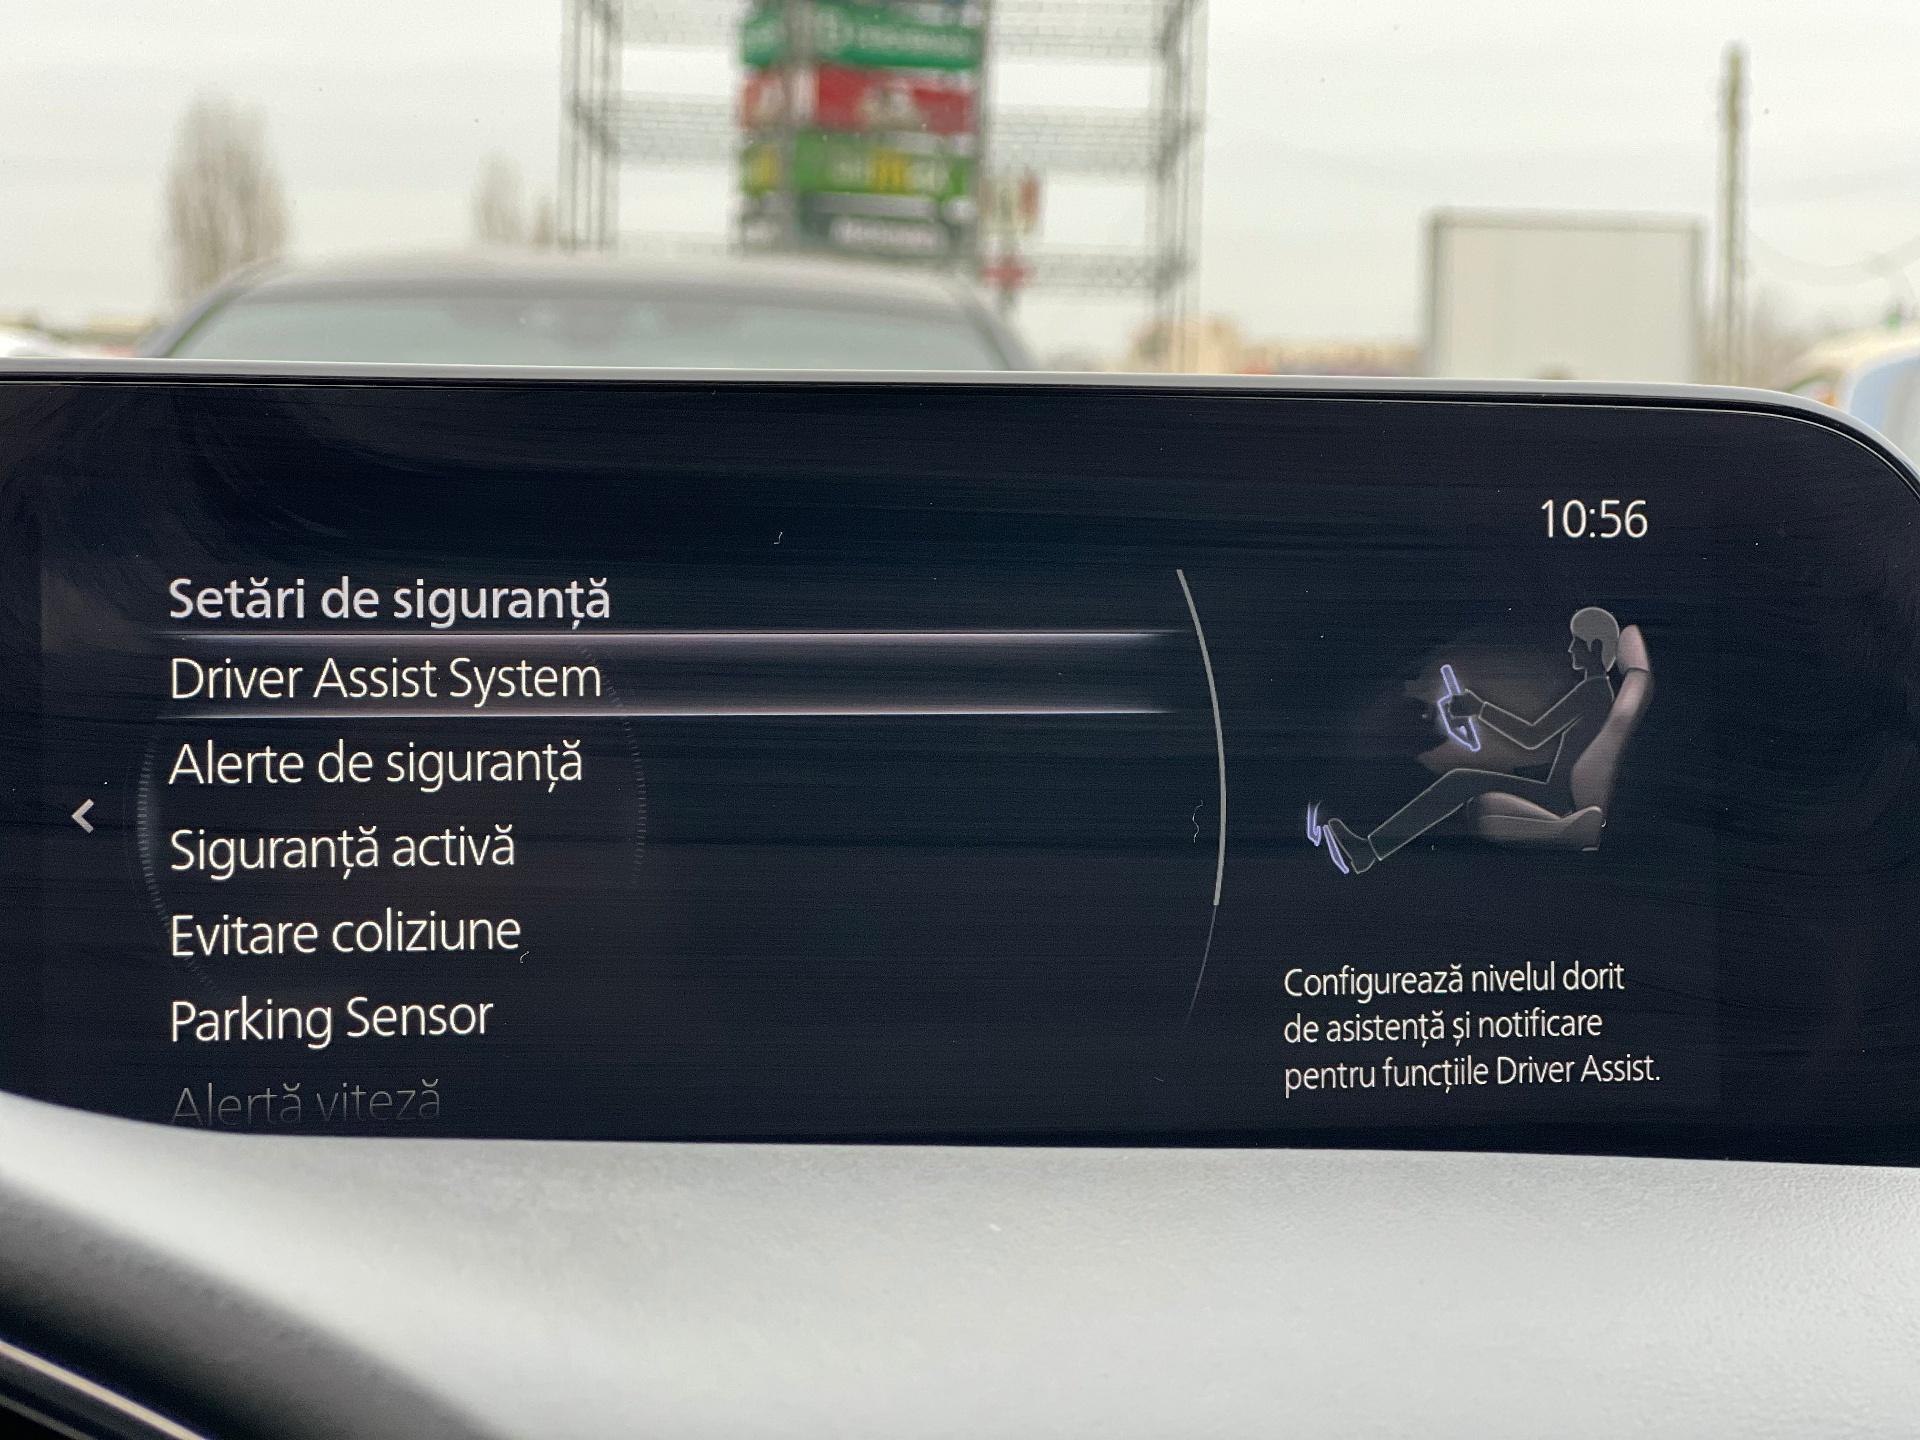 10:56
Setări de siguranță
Driver Assist System
Alerte de siguranță
Siguranță activă
Evitare coliziune
Parking Sensor
Alertă viteză
Configurează nivelul dorit
de asistență și notificare
pentru funcțiile Driver Assist.